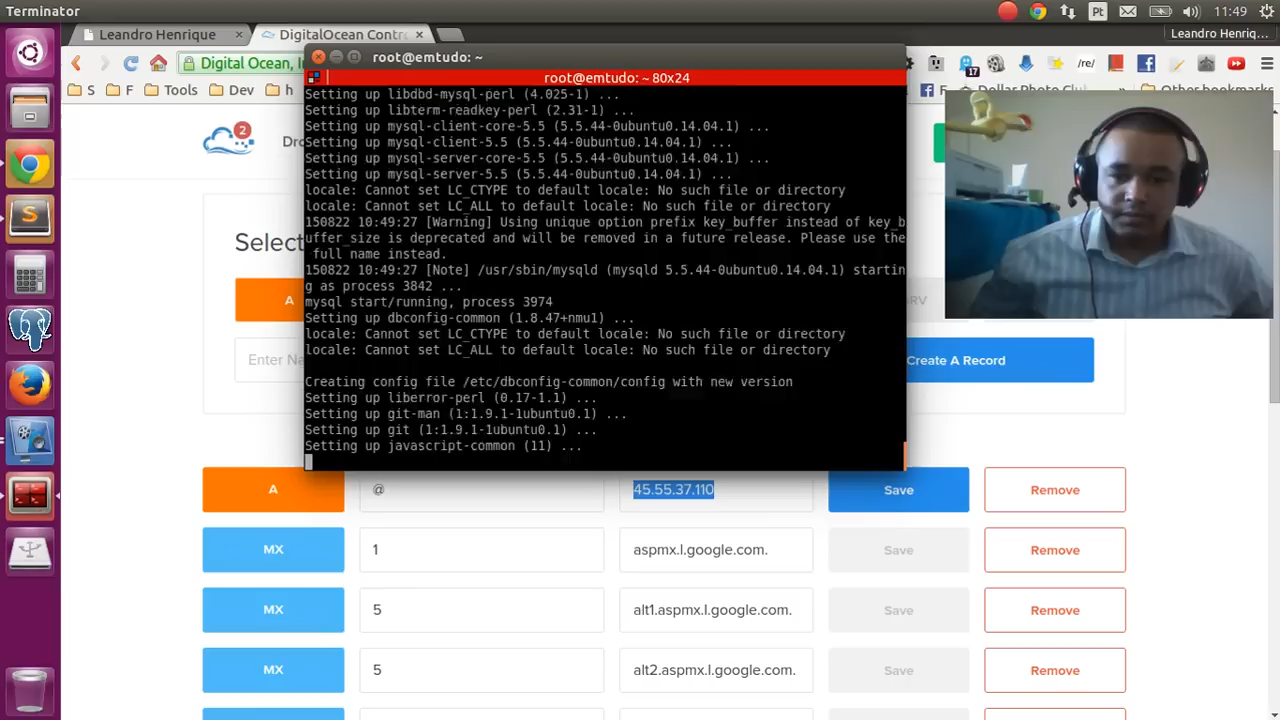 Terminator
Pt
11:49
Leandro Henrique
DigitalOcean Contro
Leandro Henriq...
Digital Ocean, I
root@emtudo: ~
/re/
17
root@emtudo: ~ 80x24
S
F
Tools
Dev
h
F
Dollar Photo Club
Other bookmarks
2
Dro
Setting up libdbd-mysql-perl (4.025-1) ...
Setting up libterm-readkey-perl (2.31-1) ...
Setting up mysql-client-core-5.5 (5.5.44-0ubuntu0.14.04.1) ...
Setting up mysql-client-5.5 (5.5.44-0ubuntu0.14.04.1) ...
Setting up mysql-server-core-5.5 (5.5.44-0ubuntu0.14.04.1) ...
Setting up mysql-server-5.5 (5.5.44-0ubuntu0.14.04.1) ...
locale: Cannot set LC_CTYPE to default locale: No such file or directory
locale: Cannot set LC_ALL to default locale: No such file or directory
150822 10:49:27 [Warning] Using unique option prefix key_buffer instead of key_b
uffer_size is deprecated and will be removed in a future release. Please use the
full name instead.
150822 10:49:27 [Note] /usr/sbin/mysqld (mysqld 5.5.44-0ubuntu0.14.04.1) startin
g as process 3842 ...
mysql start/running, process 3974
Setting up dbconfig-common (1.8.47+nmu1) ...
locale: Cannot set LC_CTYPE to default locale: No such file or directory
locale: Cannot set LC_ALL to default locale: No such file or directory
Creating config file /etc/dbconfig-common/config with new version
Setting up liberror-perl (0.17-1.1) ...
Setting up git-man (1:1.9.1-1ubuntu0.1) ...
Setting up git (1:1.9.1-1ubuntu0.1) ...
Setting up javascript-common (11) ...
Select
A
RV
Enter Na
Create A Record
A @ 45.55.37.110 Save Remove
MX 1 aspmx.l.google.com. Save Remove
MX 5 alt1.aspmx.l.google.com. Save Remove
MX 5 alt2.aspmx.l.google.com. Save Remove